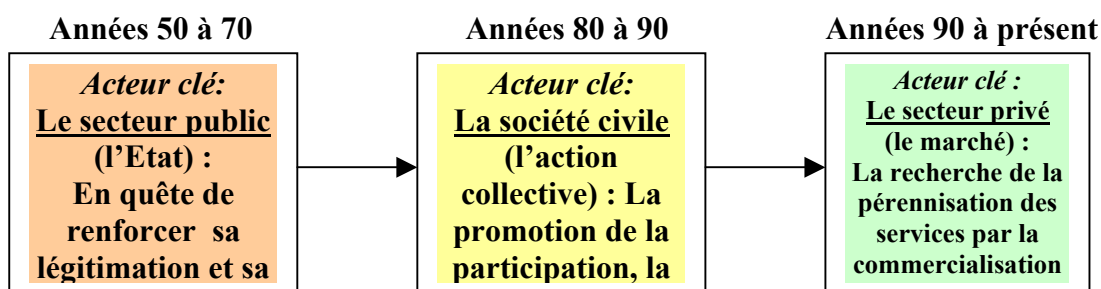 Années 50 à 70
Acteur clé:
Le secteur public
(l’Etat) :
En quête de
renforcer sa
légitimation et sa
Années 80 à 90
Acteur clé:
La société civile
(l’action
collective) : La
promotion de la
participation, la
Années 90 à présent
Acteur clé :
Le secteur privé
(le marché) :
La recherche de la
pérennisation des
services par la
commercialisation